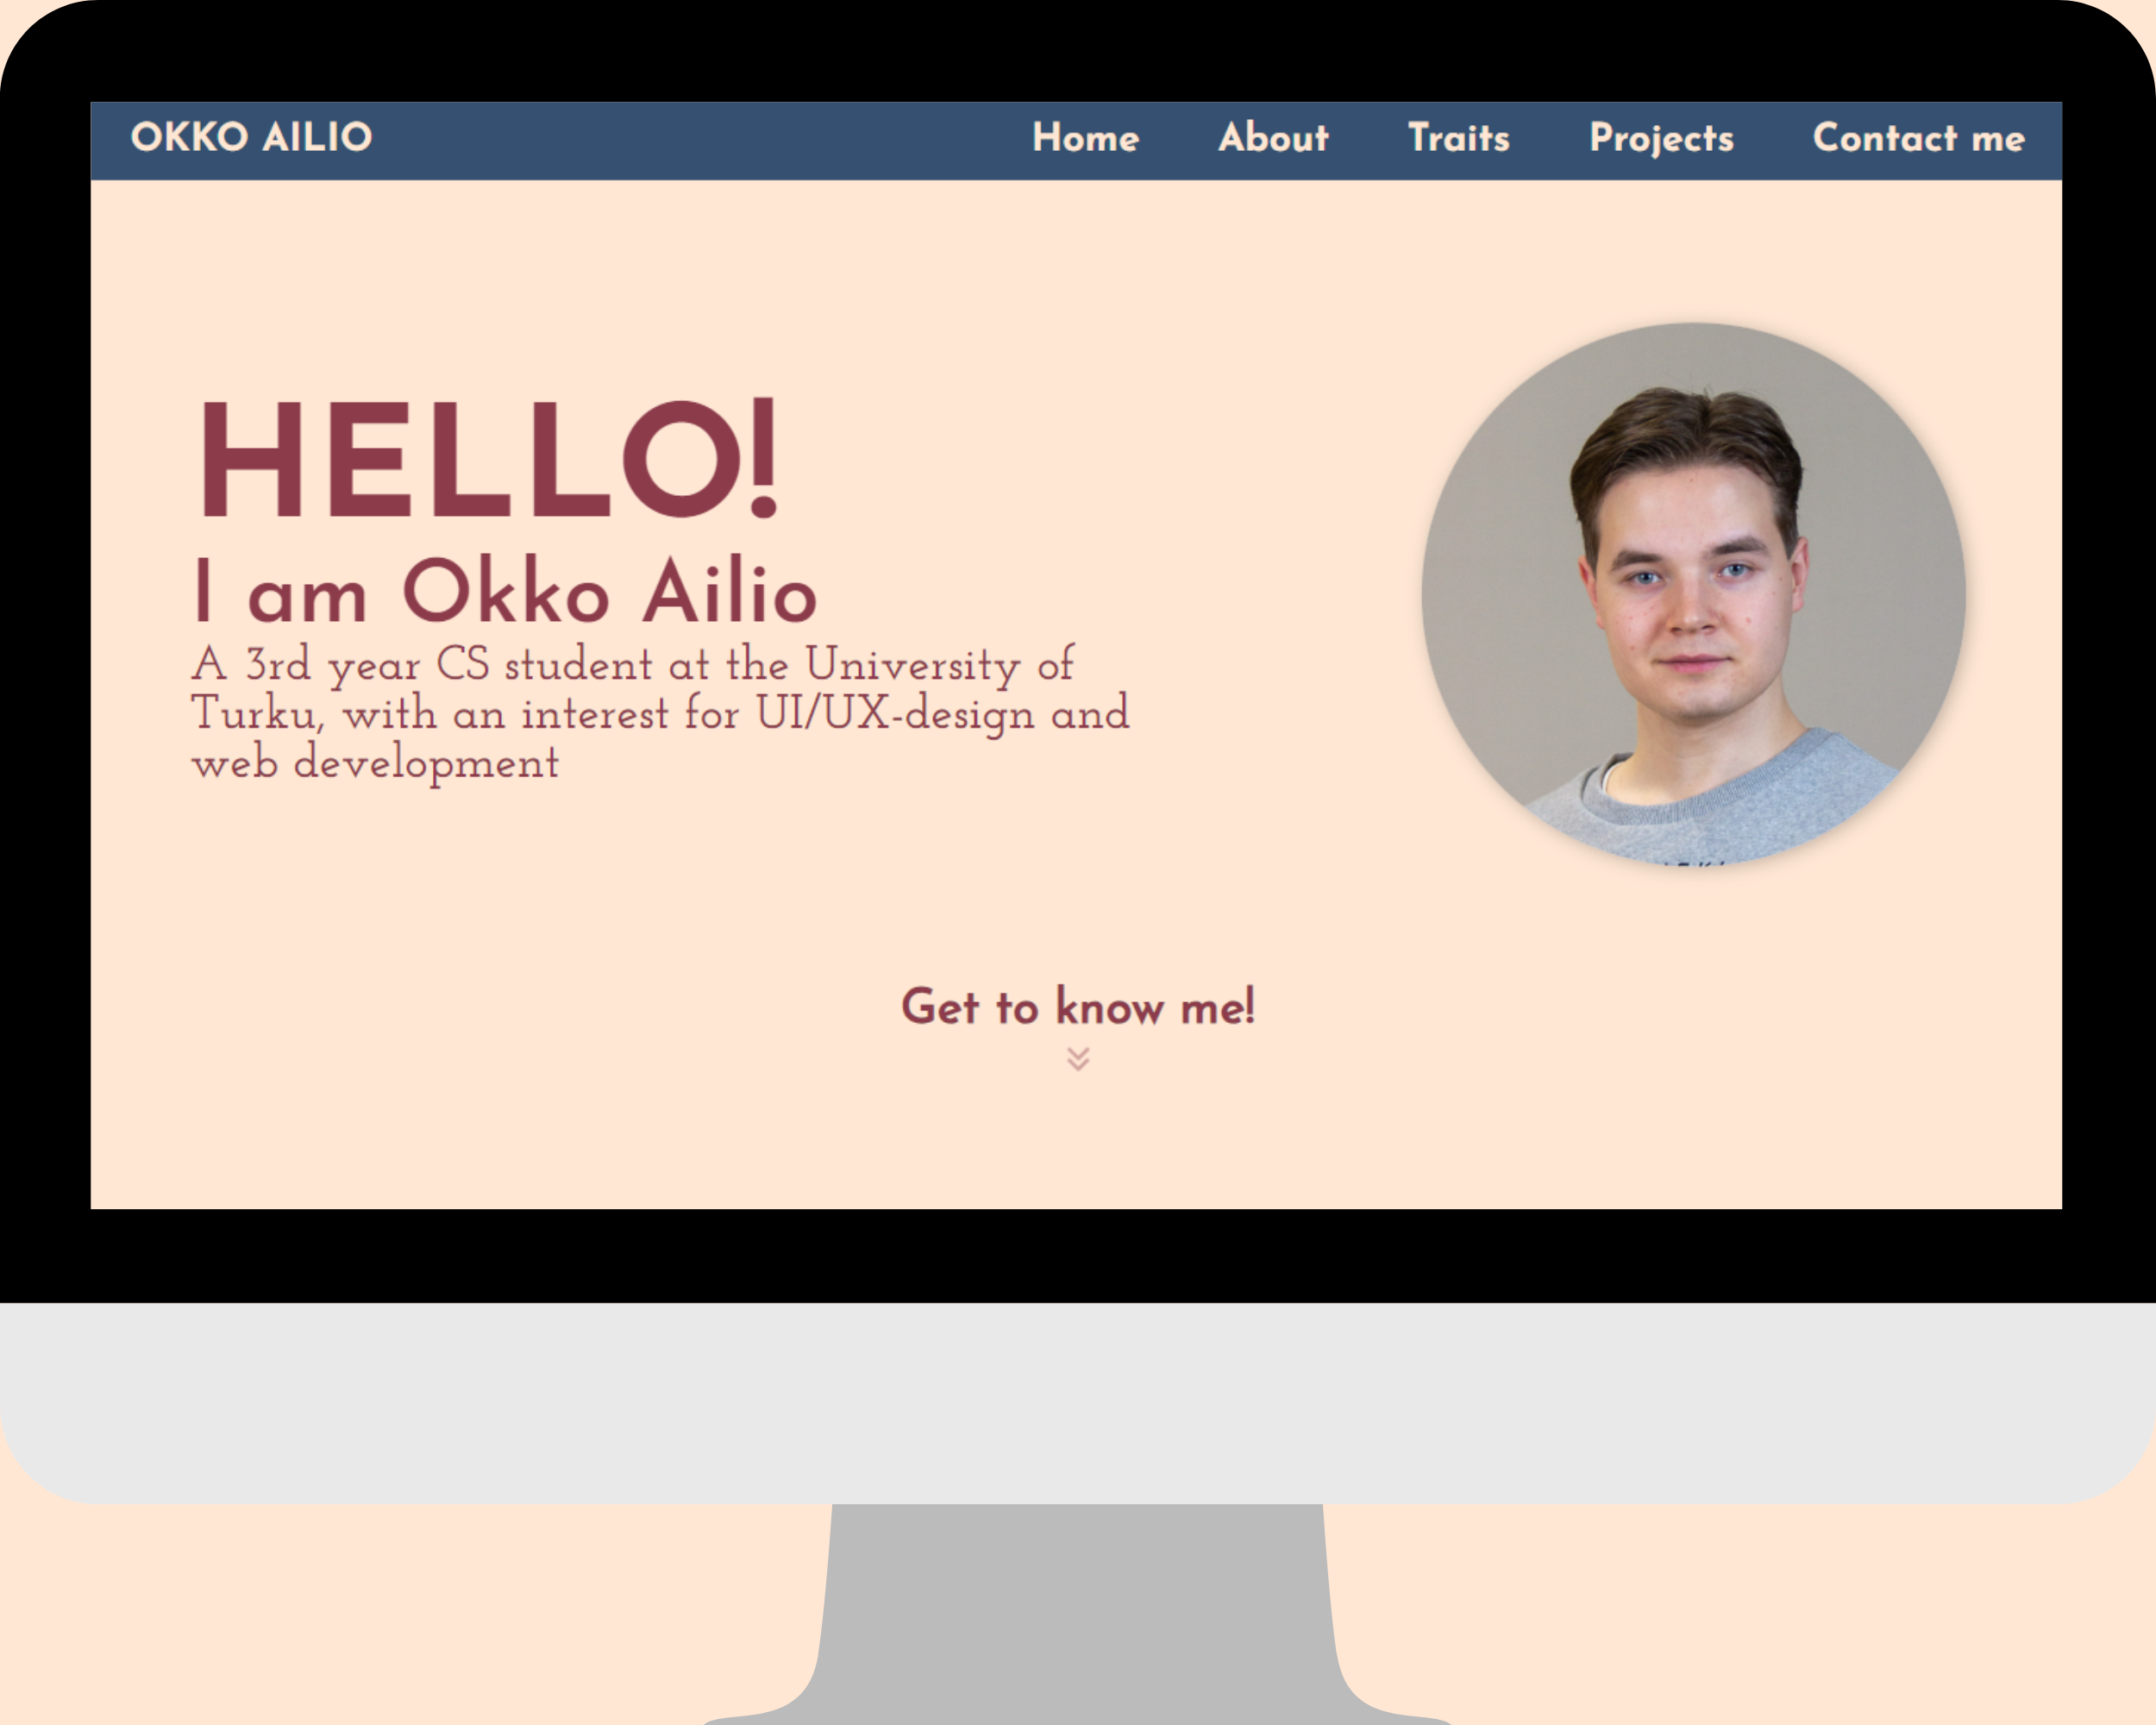 OKKO AILIO
Home About Traits Projects Contact me
HELLO!
I am Okko Ailio
A 3rd year CS student at the University of
Turku, with an interest for UI/UX-design and
web development
Get to know me!